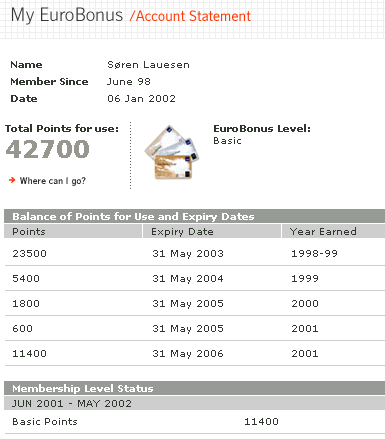 My EuroBonus /Account Statement
Name Søren Lauesen
Member Since June 98
Date 06 Jan 2002
Total Points for use:
42700
Where can I go?
EuroBonus Level:
Basic
Balance of Points for Use and Expiry Dates
Points Expiry Date Year Earned
23500 31 May 2003 1998-99
5400 31 May 2004 1999
1800 31 May 2005 2000
600 31 May 2005 2001
11400 31 May 2006 2001
Membership Level Status
JUN 2001 - MAY 2002
Basic Points 11400